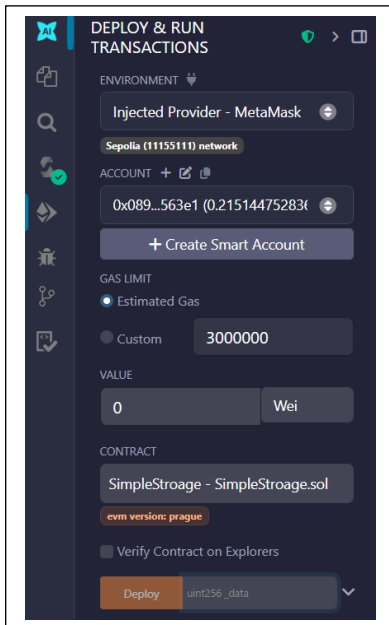 AI
DEPLOY & RUN
TRANSACTIONS
ENVIRONMENT
Injected Provider - MetaMask
Sepolia (11155111) network
ACCOUNT
0x089...563e1 (0.21514475283
+ Create Smart Account
GAS LIMIT
Estimated Gas
Custom
3000000
VALUE
0
Wei
CONTRACT
SimpleStroage - SimpleStroage.sol
evm version: prague
Verify Contract on Explorers
Deploy
uint256 _data